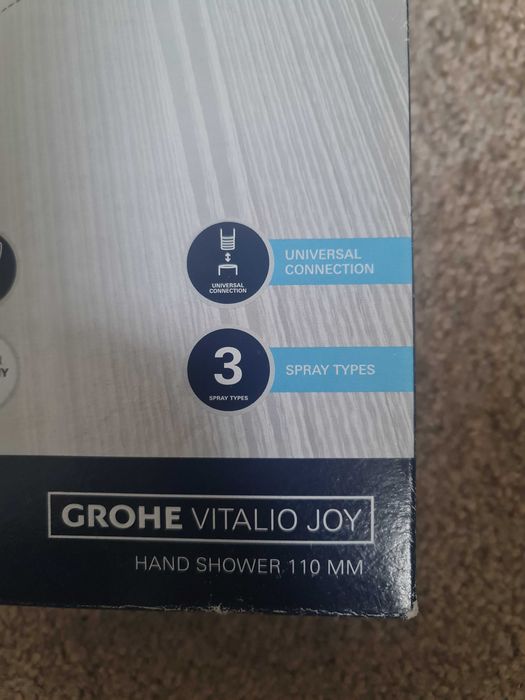 UNIVERSAL
CONNECTION
UNIVERSAL
CONNECTION
3
SPRAY TYPES
SPRAY TYPES
GROHE VITALIO JOY
HAND SHOWER 110 MM